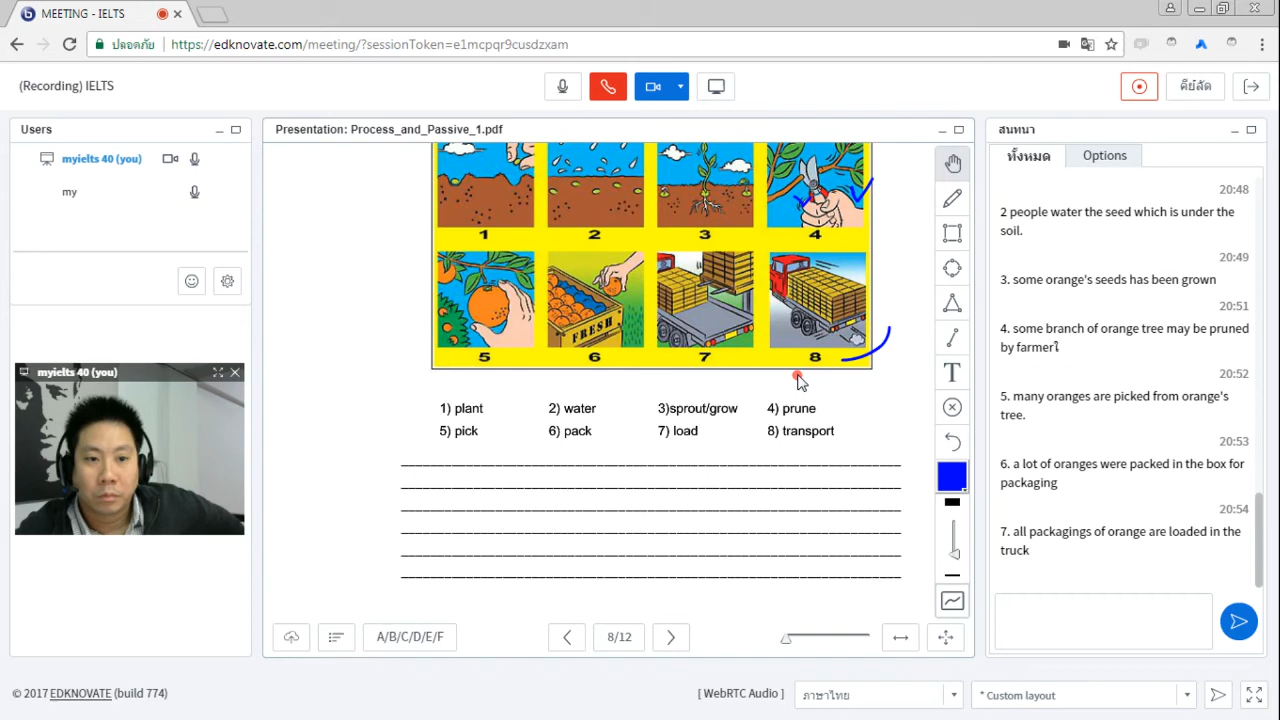 MEETING - IELTS
ปลอดภัย
https://edknovate.com/meeting/?sessionToken=e1mcpqr9cusdzxam
(Recording) IELTS
คีย์ลัด
Users
myielts 40 (you)
my
myielts 40 (you)
Presentation: Process_and_Passive_1.pdf
1 2 3 4
FRESH
5 6 7 8
1) plant 2) water 3)sprout/grow 4) prune
5) pick 6) pack 7) load 8) transport
T
A/B/C/D/E/F
8/12
สนทนา
ทั้งหมด Options
20:48
2 people water the seed which is under the
soil.
20:49
3. some orange's seeds has been grown
20:51
4. some branch of orange tree may be pruned
by farmerใ
20:52
5. many oranges are picked from orange's
tree.
20:53
6. a lot of oranges were packed in the box for
packaging
20:54
7. all packagings of orange are loaded in the
truck
© 2017 EDKNOVATE (build 774)
[ WebRTC Audio ]
ภาษาไทย
* Custom layout